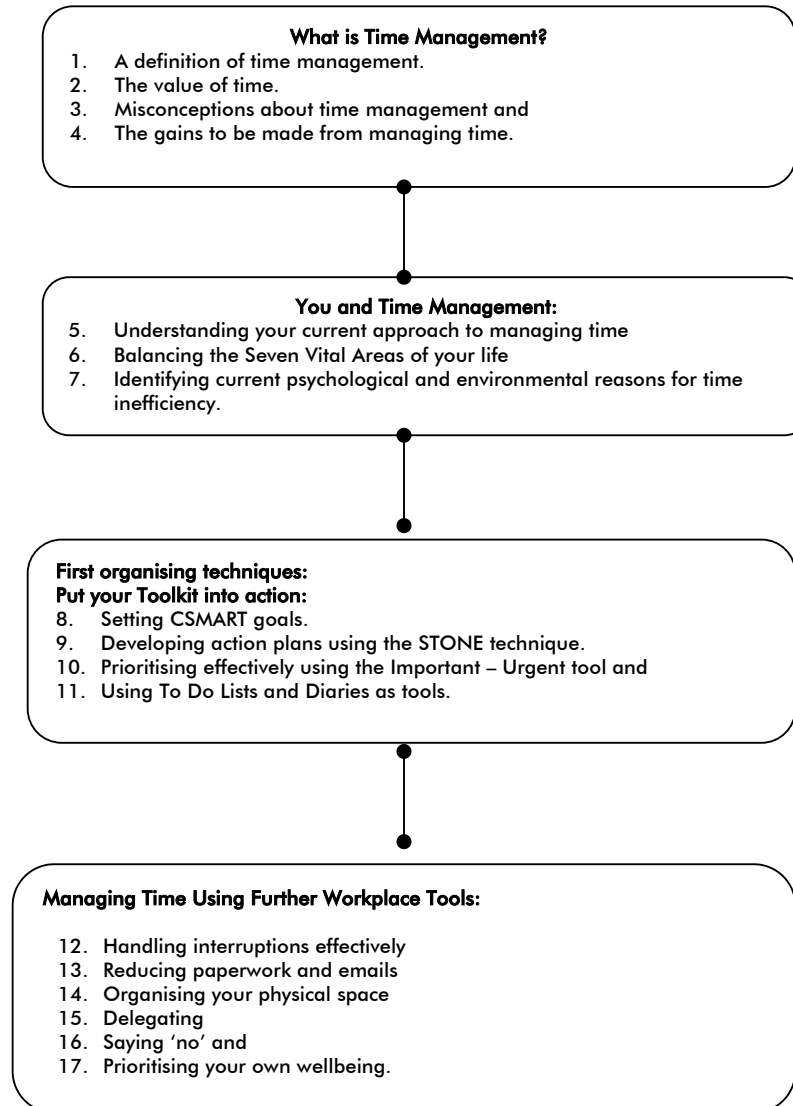 What is Time Management?
1. A definition of time management.
2. The value of time.
3. Misconceptions about time management and
4. The gains to be made from managing time.
You and Time Management:
5. Understanding your current approach to managing time
6. Balancing the Seven Vital Areas of your life
7. Identifying current psychological and environmental reasons for time
inefficiency.
First organising techniques:
Put your Toolkit into action:
8. Setting CSMART goals.
9. Developing action plans using the STONE technique.
10. Prioritising effectively using the Important – Urgent tool and
11. Using To Do Lists and Diaries as tools.
Managing Time Using Further Workplace Tools:
12. Handling interruptions effectively
13. Reducing paperwork and emails
14. Organising your physical space
15. Delegating
16. Saying ‘no’ and
17. Prioritising your own wellbeing.